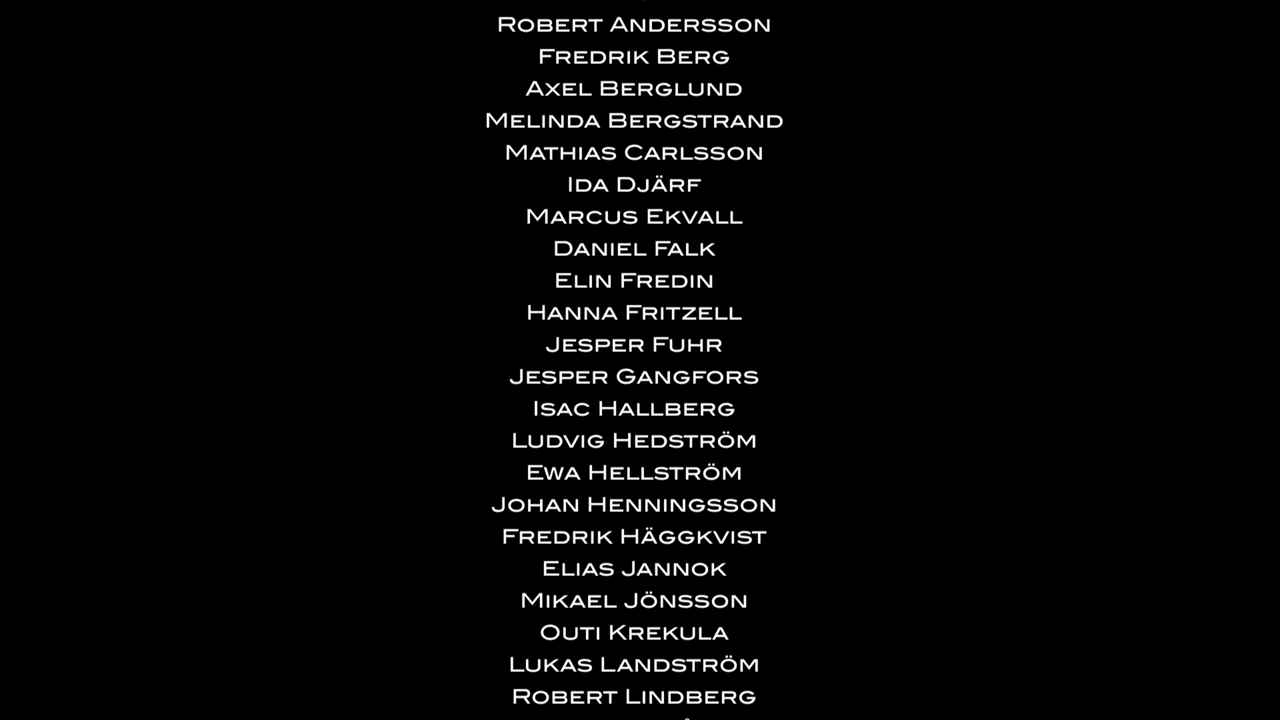 Robert Andersson
Fredrik Berg
Axel Berglund
Melinda Bergstrand
Mathias Carlsson
Ida Djärf
Marcus Ekvall
Daniel Falk
Elin Fredin
Hanna Fritzell
Jesper Fuhr
Jesper Gangfors
Isac Hallberg
Ludvig Hedström
Ewa Hellström
Johan Henningsson
Fredrik Häggkvist
Elias Jannok
Mikael Jönsson
Outi Krekula
Lukas Landström
Robert Lindberg